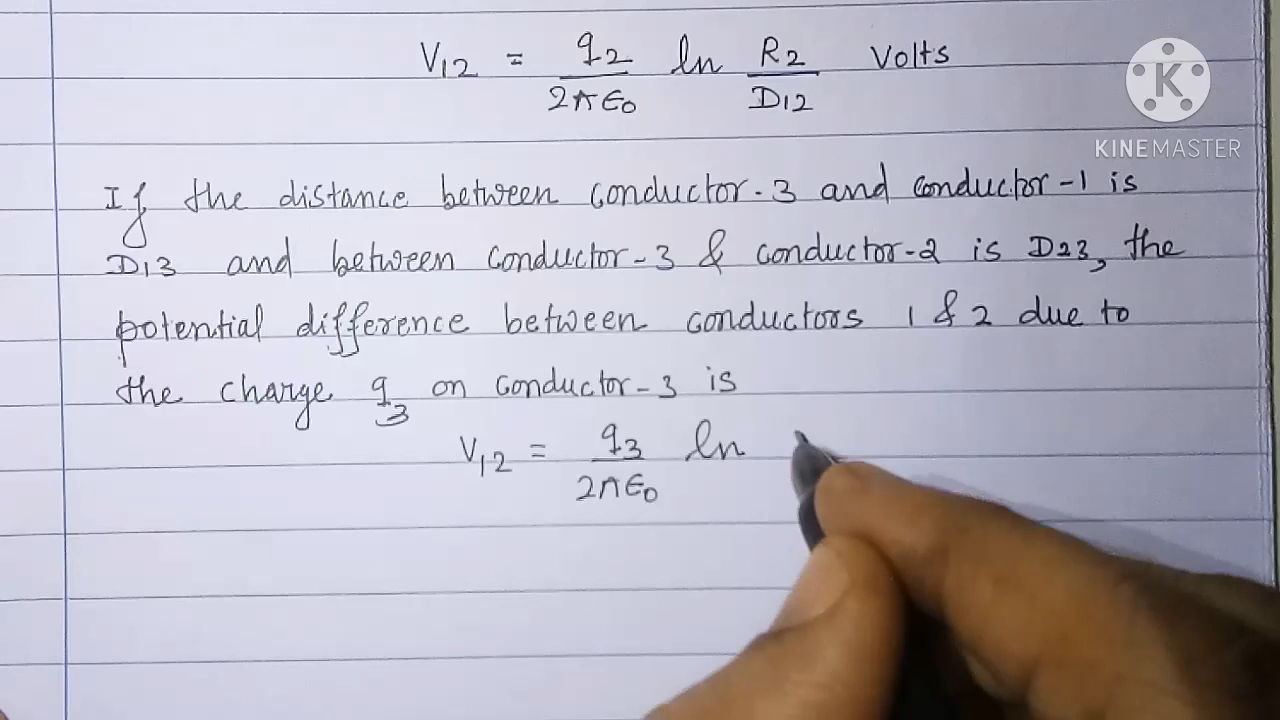 V12 = q2 / 2πε0 ln R2 / D12 Volts
K
KINEMASTER
If the distance between conductor-3 and conductor-1 is
D13 and between conductor-3 & conductor-2 is D23, the
potential difference between conductors 1 & 2 due to
the charge q3 on conductor-3 is
V12 = q3 / 2πε0 ln